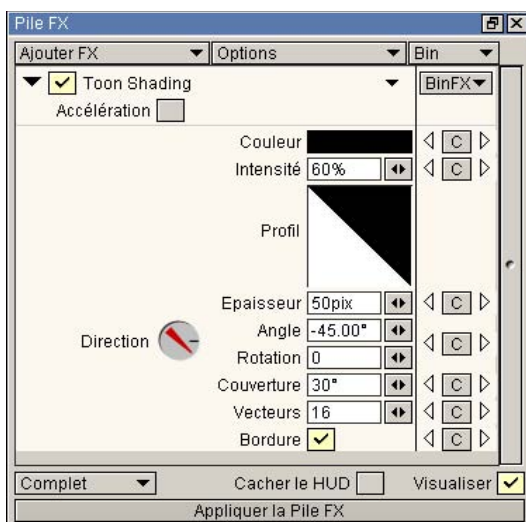 Pile FX
Ajouter FX Options Bin
Toon Shading BinFX
Accélération
Couleur C
Intensité 60% C
Profil
Epaisseur 50pix C
Angle -45.00°
Direction C
Rotation 0
Couverture 30° C
Vecteurs 16 C
Bordure C
Complet Cacher le HUD Visualiser
Appliquer la Pile FX